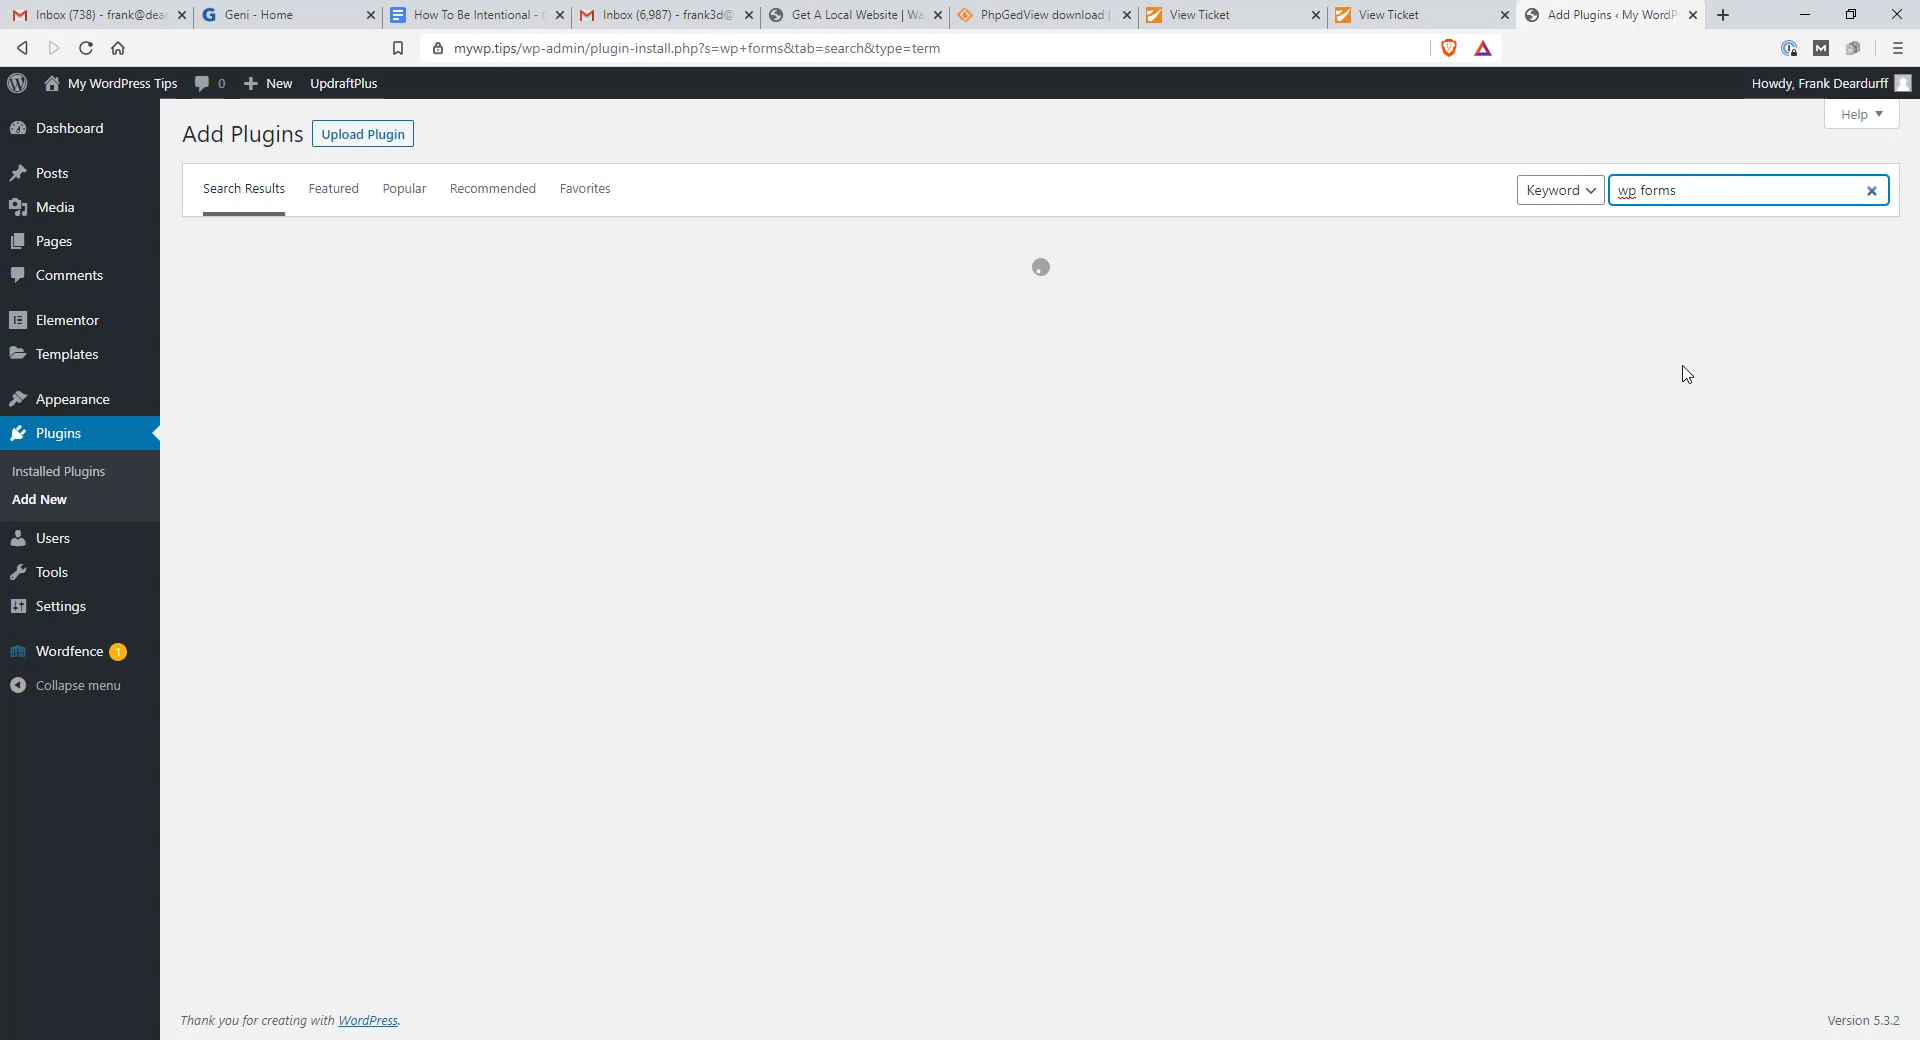 Inbox (738) - frank@dear
Geni - Home
How To Be Intentional - 
Inbox (6,987) - frank3d@
Get A Local Website | Wa
PhpGedView download |
View Ticket
View Ticket
Add Plugins ‹ My WordP
mywp.tips/wp-admin/plugin-install.php?s=wp+forms&tab=search&type=term
My WordPress Tips
0
New
UpdraftPlus
Howdy, Frank Deardurff
Dashboard
Posts
Media
Pages
Comments
Elementor
Templates
Appearance
Plugins
Installed Plugins
Add New
Users
Tools
Settings
Wordfence 1
Collapse menu
Help
Add Plugins
Upload Plugin
Search Results
Featured
Popular
Recommended
Favorites
Keyword
wp forms
Thank you for creating with WordPress.
Version 5.3.2